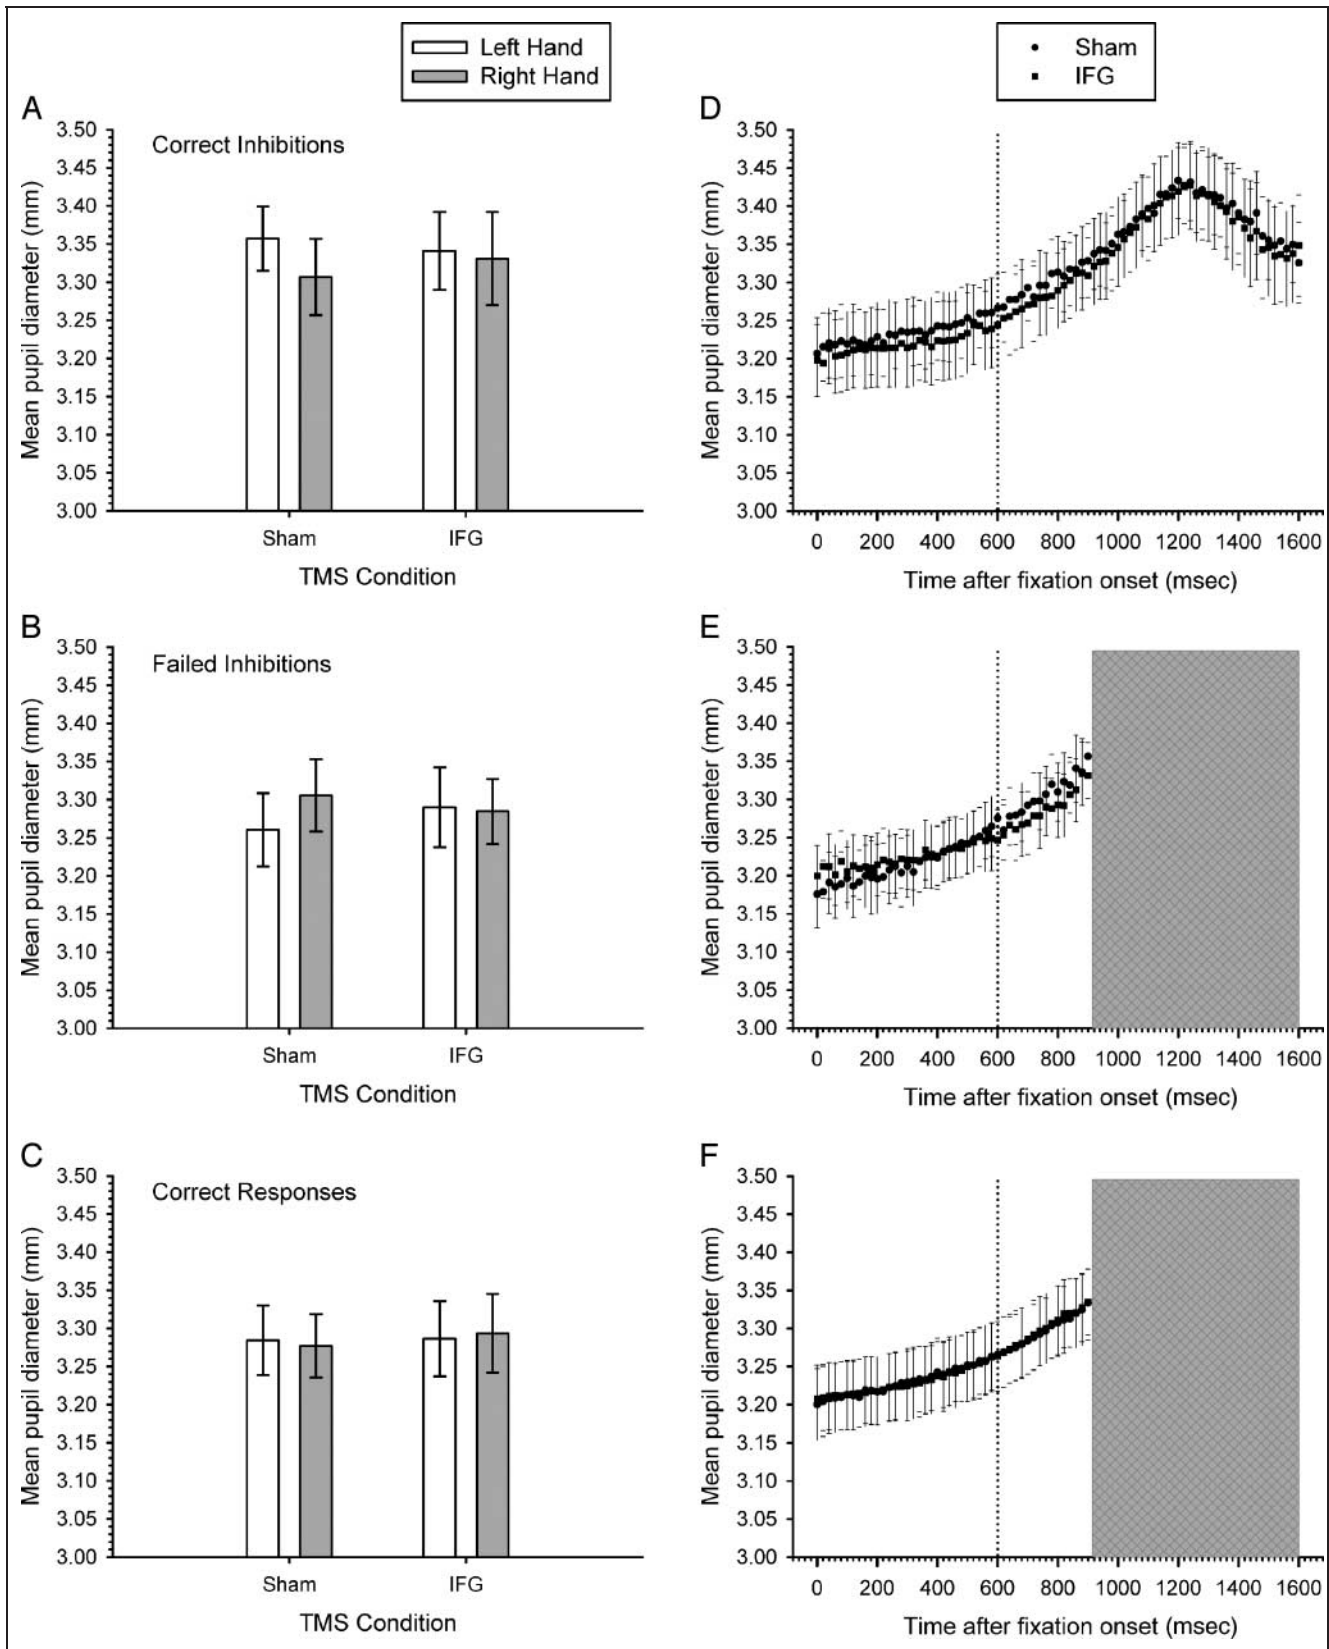 Left Hand
Right Hand
Sham
IFG
A
3.50
3.45
3.40
3.35
3.30
3.25
3.20
3.15
3.10
3.05
3.00
Mean pupil diameter (mm)
Correct Inhibitions
Sham IFG
TMS Condition
D
3.50
3.45
3.40
3.35
3.30
3.25
3.20
3.15
3.10
3.05
3.00
Mean pupil diameter (mm)
0 200 400 600 800 1000 1200 1400 1600
Time after fixation onset (msec)
B
3.50
3.45
3.40
3.35
3.30
3.25
3.20
3.15
3.10
3.05
3.00
Mean pupil diameter (mm)
Failed Inhibitions
Sham IFG
TMS Condition
E
3.50
3.45
3.40
3.35
3.30
3.25
3.20
3.15
3.10
3.05
3.00
Mean pupil diameter (mm)
0 200 400 600 800 1000 1200 1400 1600
Time after fixation onset (msec)
C
3.50
3.45
3.40
3.35
3.30
3.25
3.20
3.15
3.10
3.05
3.00
Mean pupil diameter (mm)
Correct Responses
Sham IFG
TMS Condition
F
3.50
3.45
3.40
3.35
3.30
3.25
3.20
3.15
3.10
3.05
3.00
Mean pupil diameter (mm)
0 200 400 600 800 1000 1200 1400 1600
Time after fixation onset (msec)